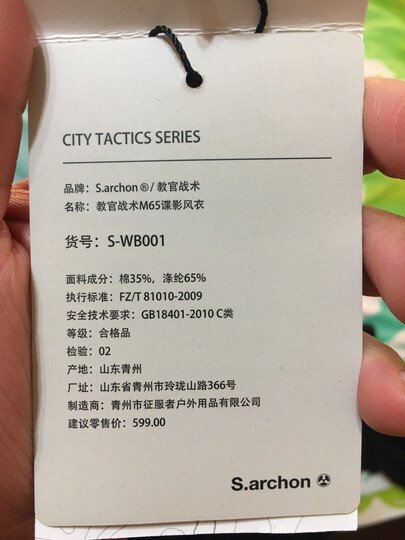 CITY TACTICS SERIES
品牌：S.archon ®/ 教官战术
名称：教官战术M65谍影风衣
货号：S-WB001
面料成分：棉35%，涤纶65%
执行标准：FZ/T 81010-2009
安全技术要求：GB18401-2010 C类
等级：合格品
检验：02
产地：山东青州
厂址：山东省青州市玲珑山路366号
制造商：青州市征服者户外用品有限公司
建议零售价：599.00
S.archon